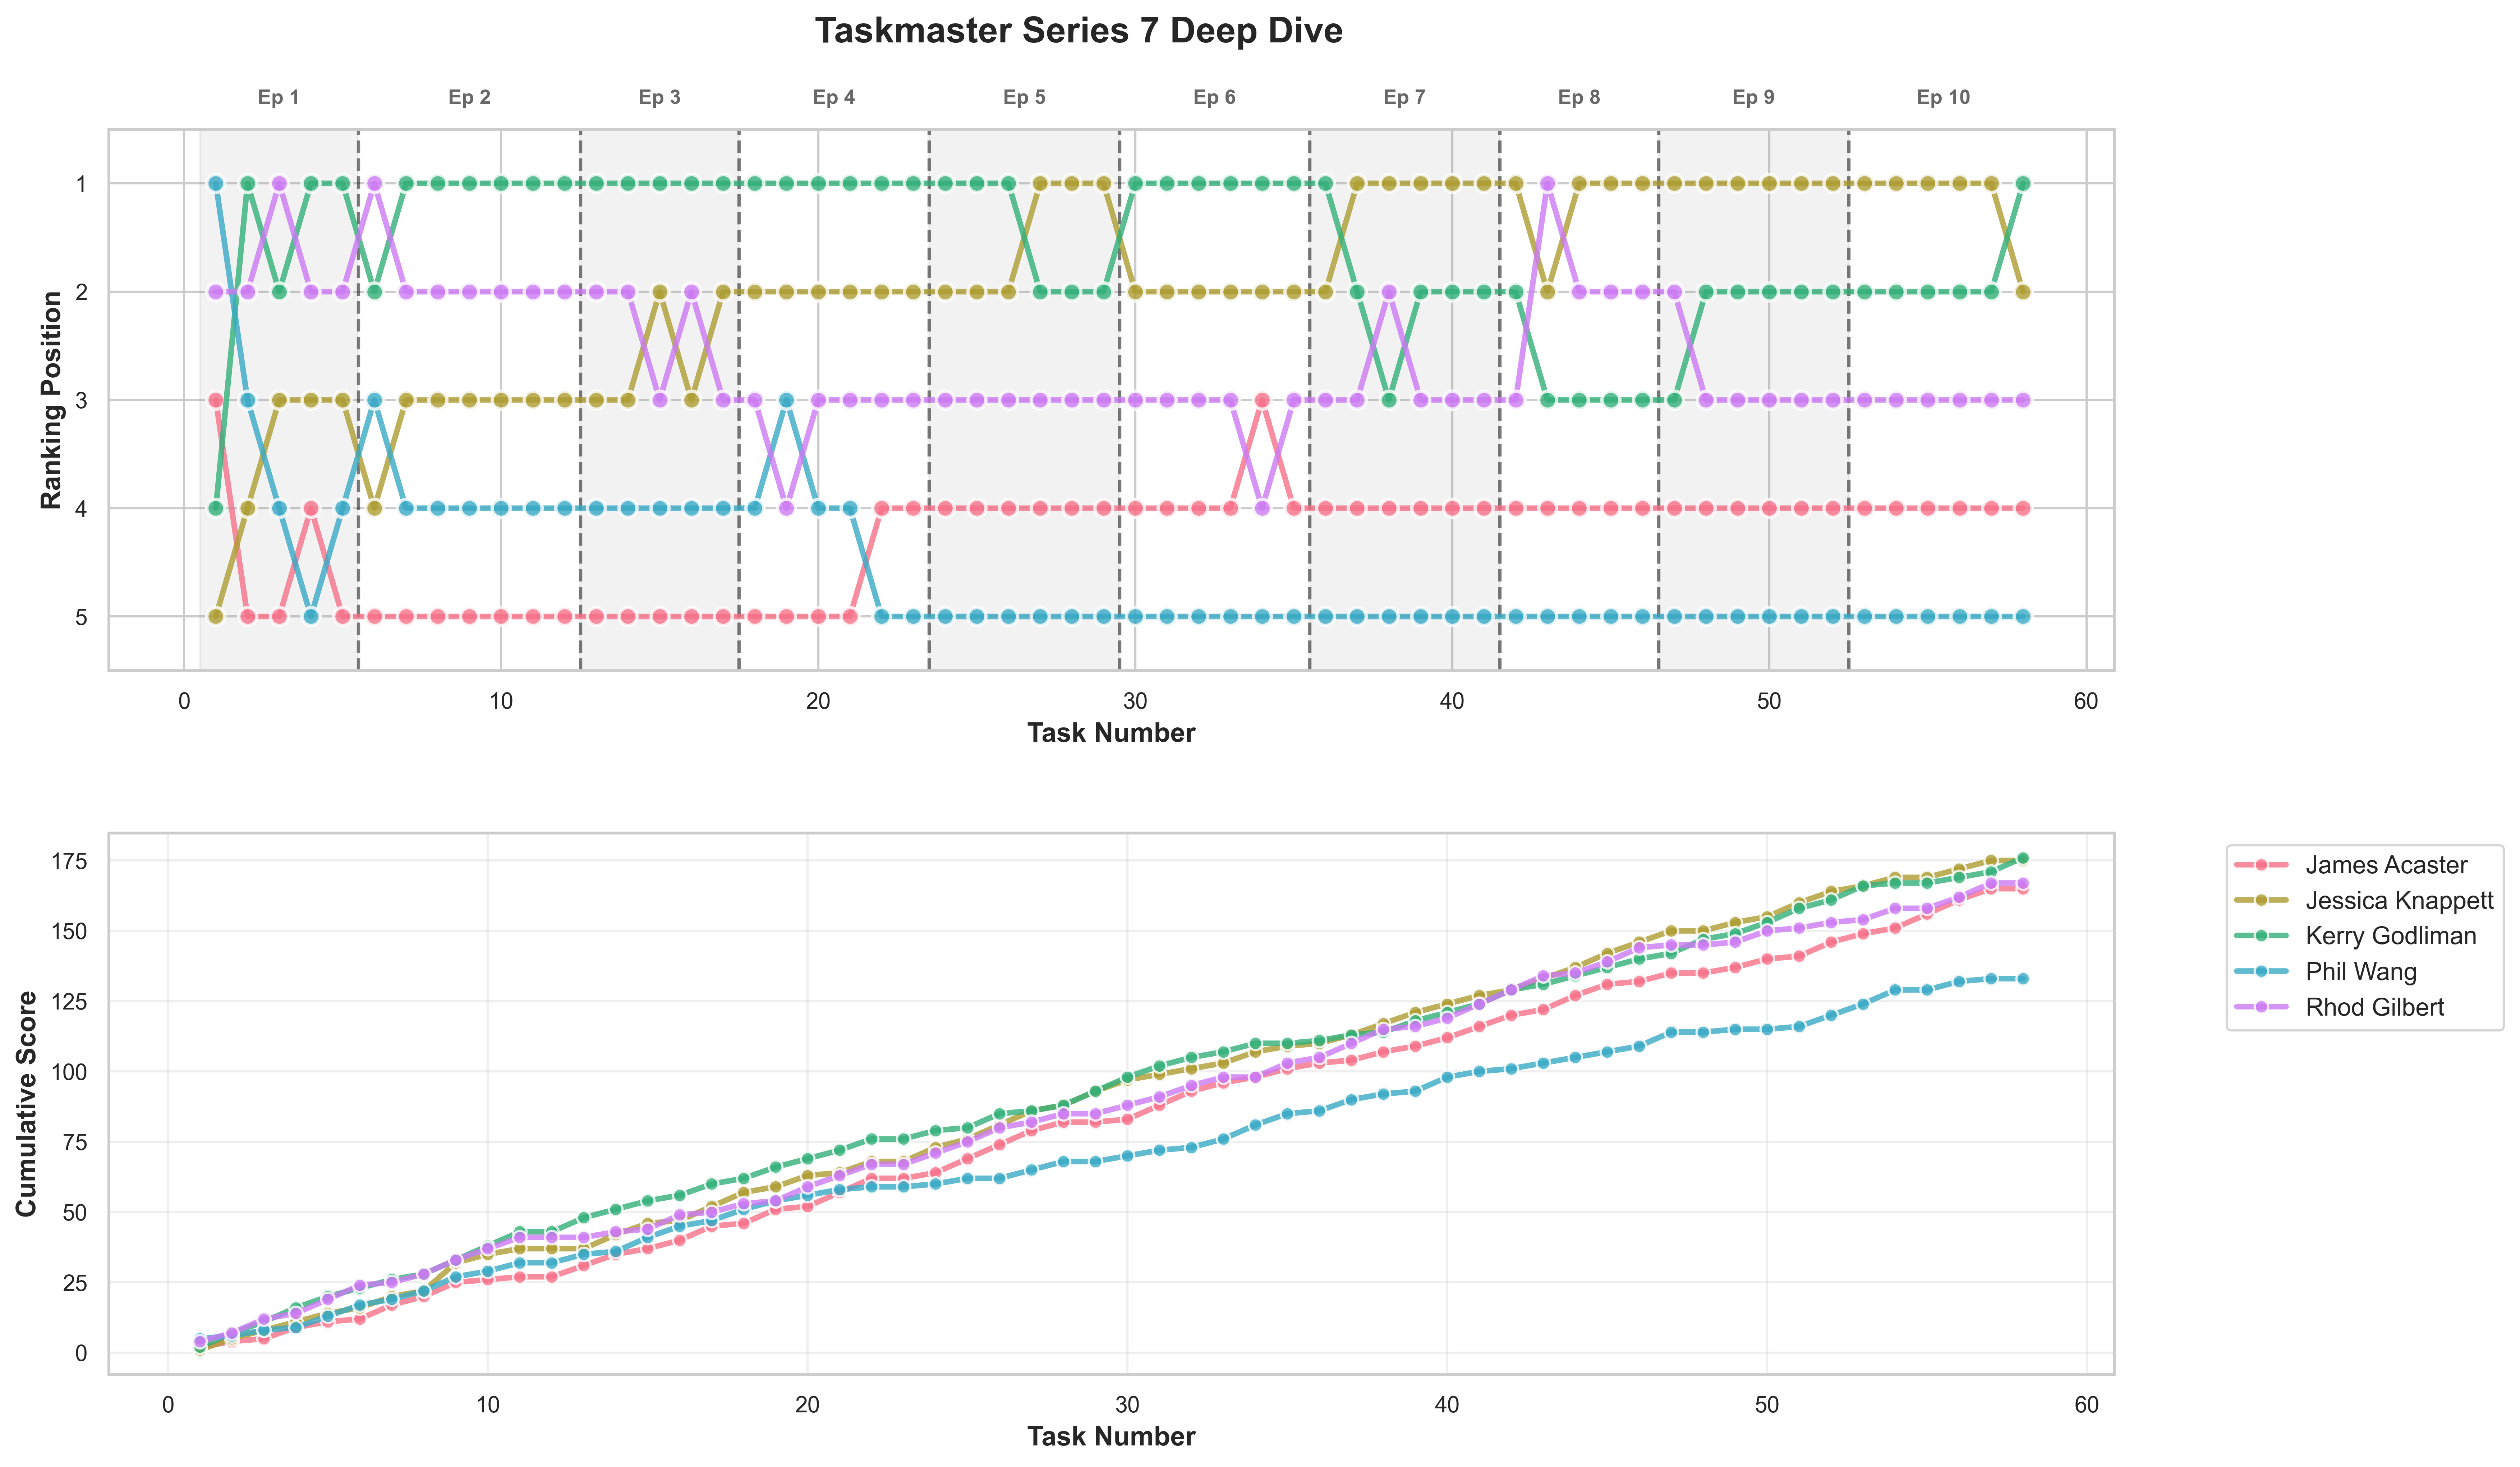 Taskmaster Series 7 Deep Dive
Ep 1 Ep 2 Ep 3 Ep 4 Ep 5 Ep 6 Ep 7 Ep 8 Ep 9 Ep 10
Ranking Position
1
2
3
4
5
0 10 20 30 40 50 60
Task Number
Cumulative Score
175
150
125
100
75
50
25
0
0 10 20 30 40 50 60
Task Number
James Acaster
Jessica Knappett
Kerry Godliman
Phil Wang
Rhod Gilbert